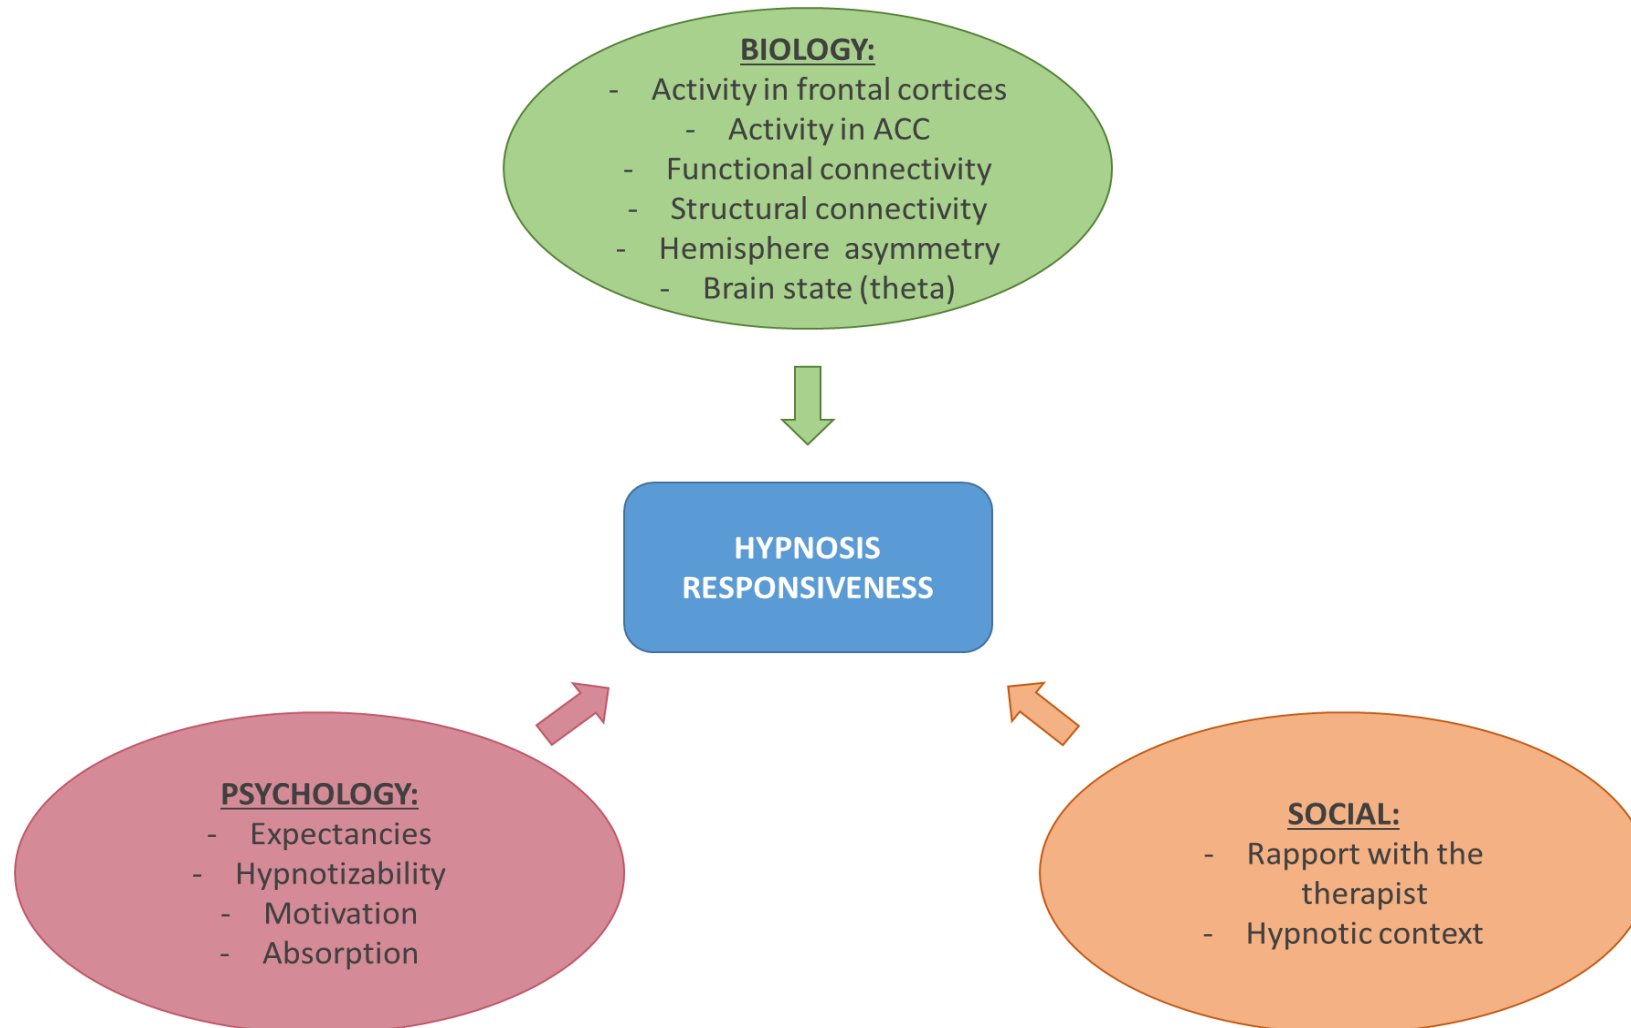 BIOLOGY:
- Activity in frontal cortices
- Activity in ACC
- Functional connectivity
- Structural connectivity
- Hemisphere asymmetry
- Brain state (theta)
HYPNOSIS
RESPONSIVENESS
PSYCHOLOGY:
- Expectancies
- Hypnotizability
- Motivation
- Absorption
SOCIAL:
- Rapport with the
therapist
- Hypnotic context